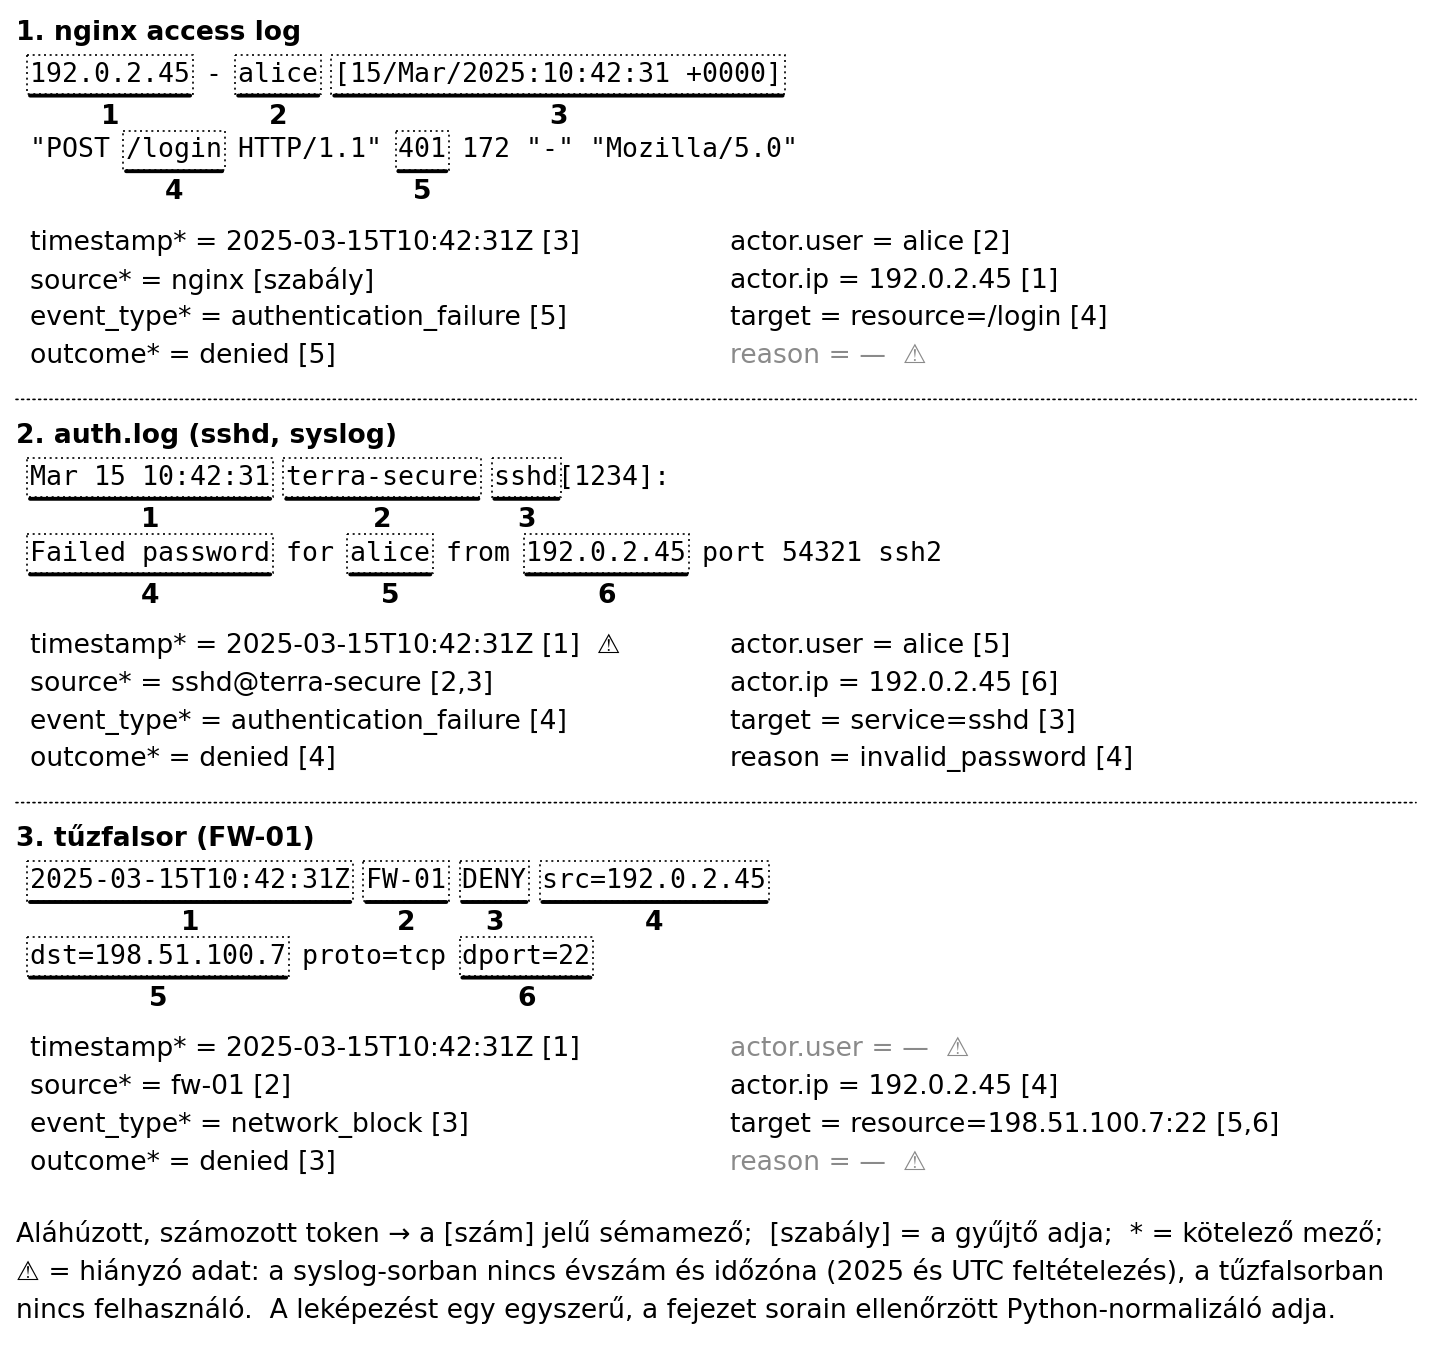 1. nginx access log
192.0.2.45 - alice [15/Mar/2025:10:42:31 +0000]
1 2 3
"POST /login HTTP/1.1" 401 172 "-" "Mozilla/5.0"
4 5
timestamp* = 2025-03-15T10:42:31Z [3] actor.user = alice [2]
source* = nginx [szabály] actor.ip = 192.0.2.45 [1]
event_type* = authentication_failure [5] target = resource=/login [4]
outcome* = denied [5] reason = — ⚠
2. auth.log (sshd, syslog)
Mar 15 10:42:31 terra-secure sshd[1234]:
1 2 3
Failed password for alice from 192.0.2.45 port 54321 ssh2
4 5 6
timestamp* = 2025-03-15T10:42:31Z [1] ⚠ actor.user = alice [5]
source* = sshd@terra-secure [2,3] actor.ip = 192.0.2.45 [6]
event_type* = authentication_failure [4] target = service=sshd [3]
outcome* = denied [4] reason = invalid_password [4]
3. tűzfalsor (FW-01)
2025-03-15T10:42:31Z FW-01 DENY src=192.0.2.45
1 2 3 4
dst=198.51.100.7 proto=tcp dport=22
5 6
timestamp* = 2025-03-15T10:42:31Z [1] actor.user = — ⚠
source* = fw-01 [2] actor.ip = 192.0.2.45 [4]
event_type* = network_block [3] target = resource=198.51.100.7:22 [5,6]
outcome* = denied [3] reason = — ⚠
Aláhúzott, számozott token → a [szám] jelű sémamező; [szabály] = a gyűjtő adja; * = kötelező mező;
⚠ = hiányzó adat: a syslog-sorban nincs évszám és időzóna (2025 és UTC feltételezés), a tűzfalsorban
nincs felhasználó. A leképezést egy egyszerű, a fejezet sorain ellenőrzött Python-normalizáló adja.